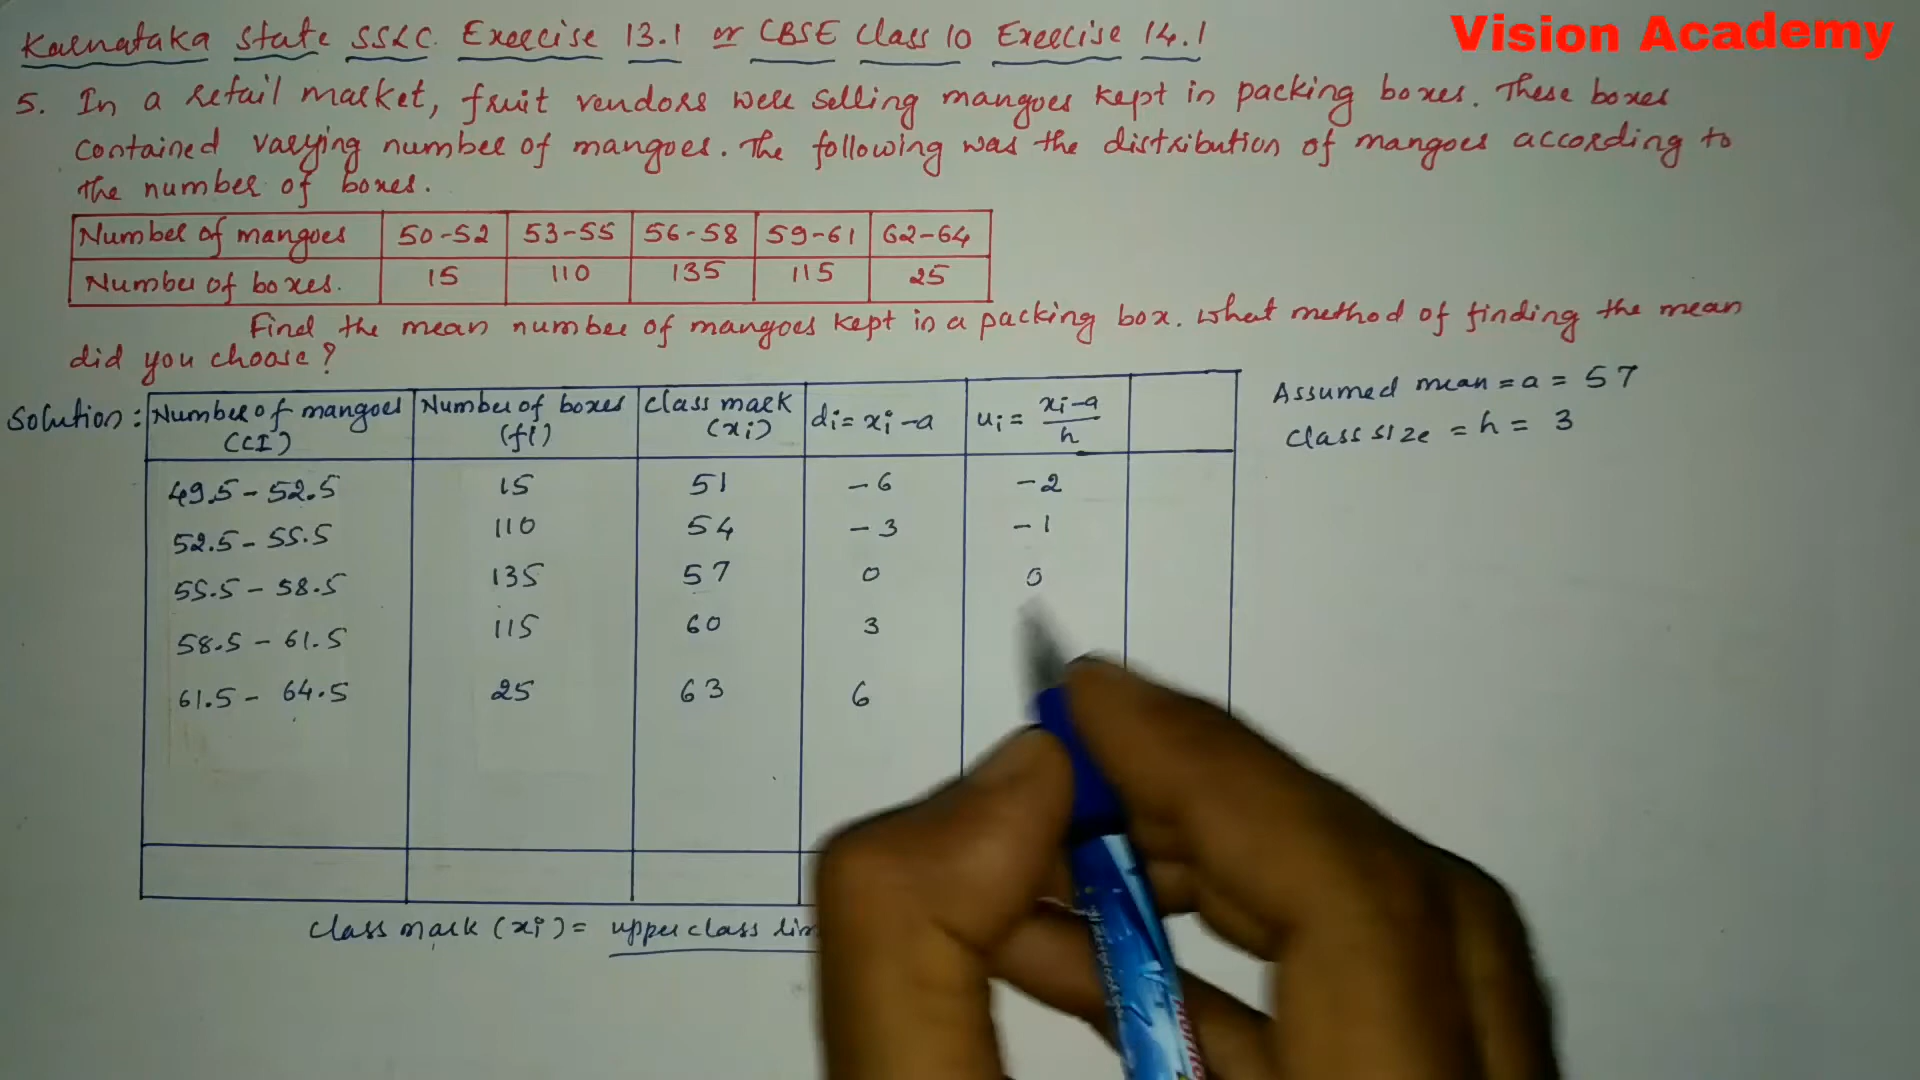 Karnataka State SSLC Exercise 13.1 or CBSE Class 10 Exercise 14.1
Vision Academy
5. In a retail market, fruit vendors were selling mangoes kept in packing boxes. These boxes
contained varying number of mangoes. The following was the distribution of mangoes according to
the number of boxes.
Number of mangoes 50-52 53-55 56-58 59-61 62-64
Number of boxes. 15 110 135 115 25
Find the mean number of mangoes kept in a packing box. what method of finding the mean
did you choose?
Assumed mean = a = 57
class size = h = 3
Solution: Number of mangoes (CI) Number of boxes (fi) class mark (xi) di = xi - a ui = xi-a / h
49.5 - 52.5 15 51 -6 -2
52.5 - 55.5 110 54 -3 -1
55.5 - 58.5 135 57 0 0
58.5 - 61.5 115 60 3
61.5 - 64.5 25 63 6
class mark (xi) = upper class